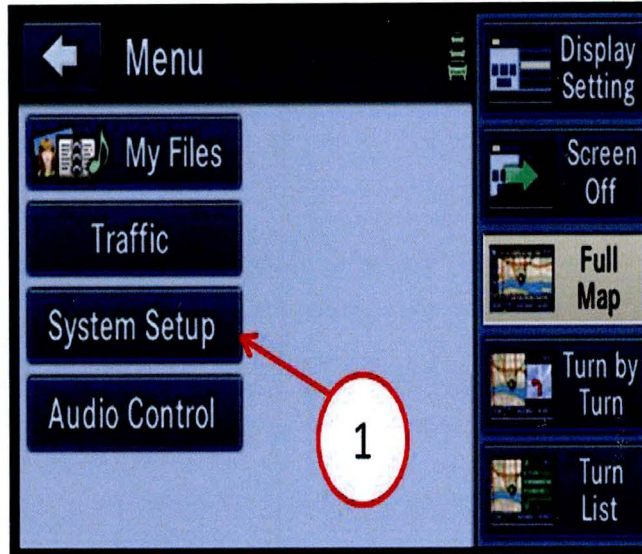 Menu
My Files
Traffic
System Setup
Audio Control
1
Display
Setting
Screen
Off
Full
Map
Turn by
Turn
Turn
List